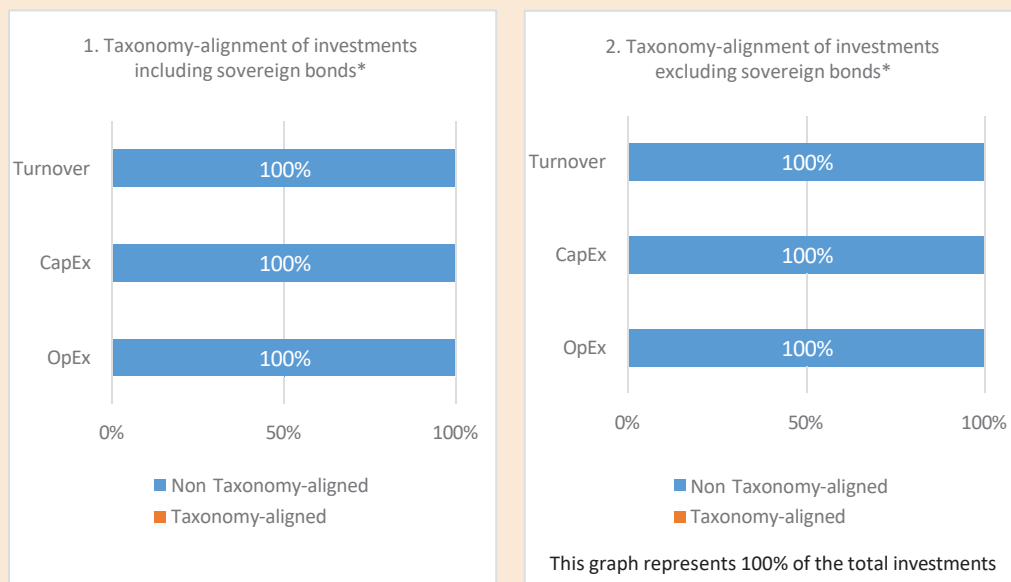 1. Taxonomy-alignment of investments
including sovereign bonds*
Turnover
100%
CapEx
100%
OpEx
100%
0%
50%
100%
Non Taxonomy-aligned
Taxonomy-aligned
2. Taxonomy-alignment of investments
excluding sovereign bonds*
Turnover
100%
CapEx
100%
OpEx
100%
0%
50%
100%
Non Taxonomy-aligned
Taxonomy-aligned
This graph represents 100% of the total investments